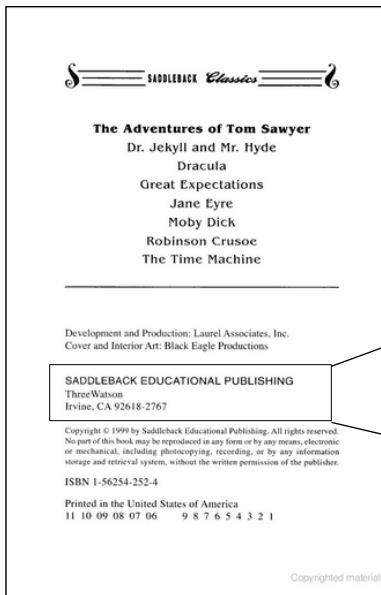 SADDLEBACK Classics
The Adventures of Tom Sawyer
Dr. Jekyll and Mr. Hyde
Dracula
Great Expectations
Jane Eyre
Moby Dick
Robinson Crusoe
The Time Machine
Development and Production: Laurel Associates, Inc.
Cover and Interior Art: Black Eagle Productions
SADDLEBACK EDUCATIONAL PUBLISHING
ThreeWatson
Irvine, CA 92618-2767
Copyright © 1999 by Saddleback Educational Publishing. All rights reserved.
No part of this book may be reproduced in any form or by any means, electronic
or mechanical, including photocopying, recording, or by any information
storage and retrieval system, without the written permission of the publisher.
ISBN 1-56254-252-4
Printed in the United States of America
11 10 09 08 07 06 9 8 7 6 5 4 3 2 1
Copyrighted material